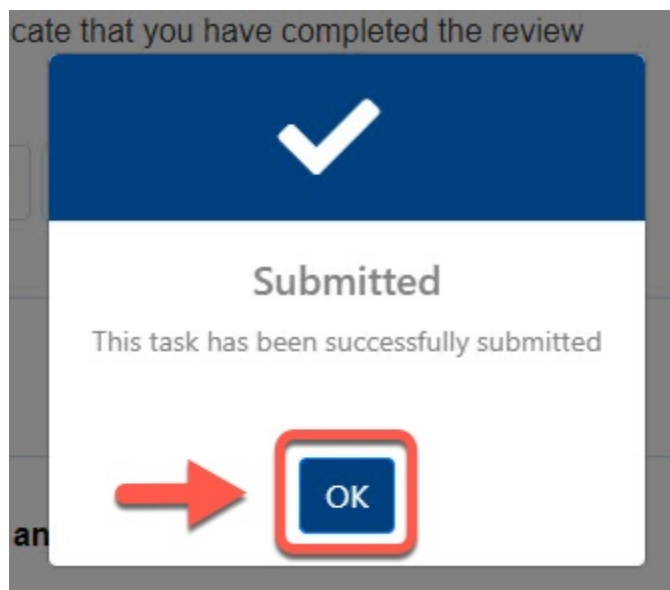 cate that you have completed the review
Submitted
This task has been successfully submitted
OK
an